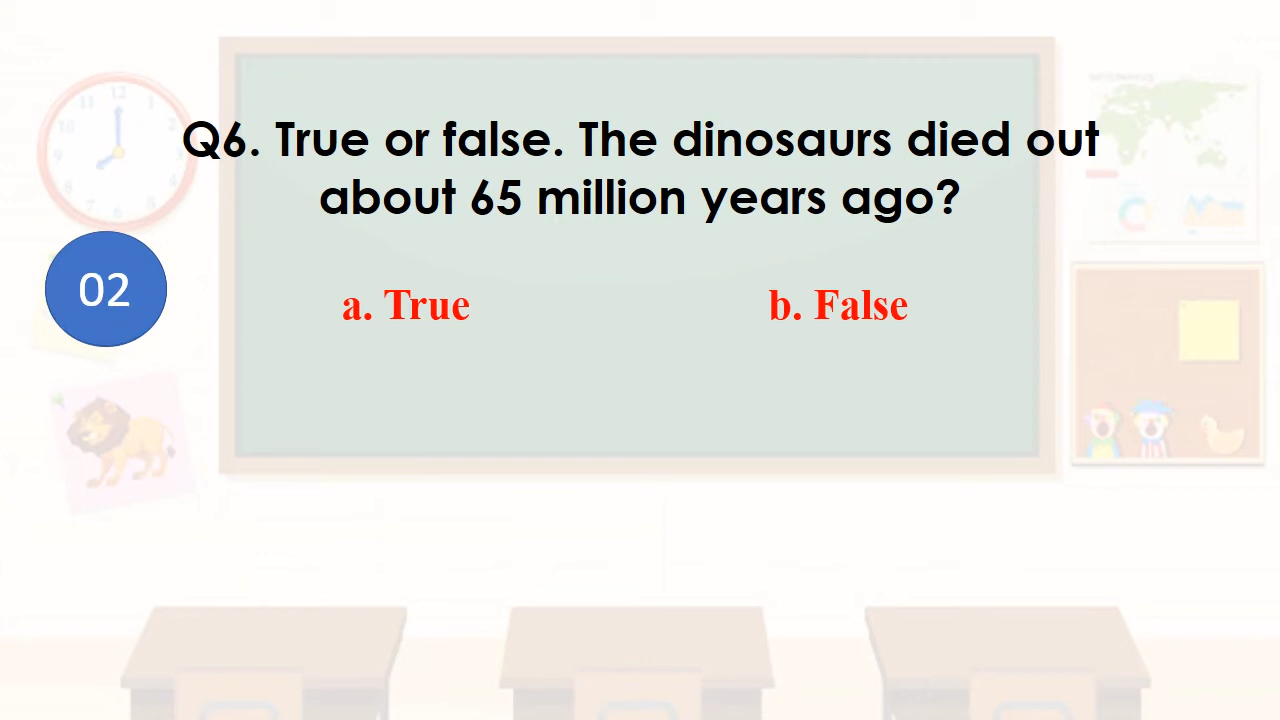 Q6. True or false. The dinosaurs died out
about 65 million years ago?
02
a. True
b. False